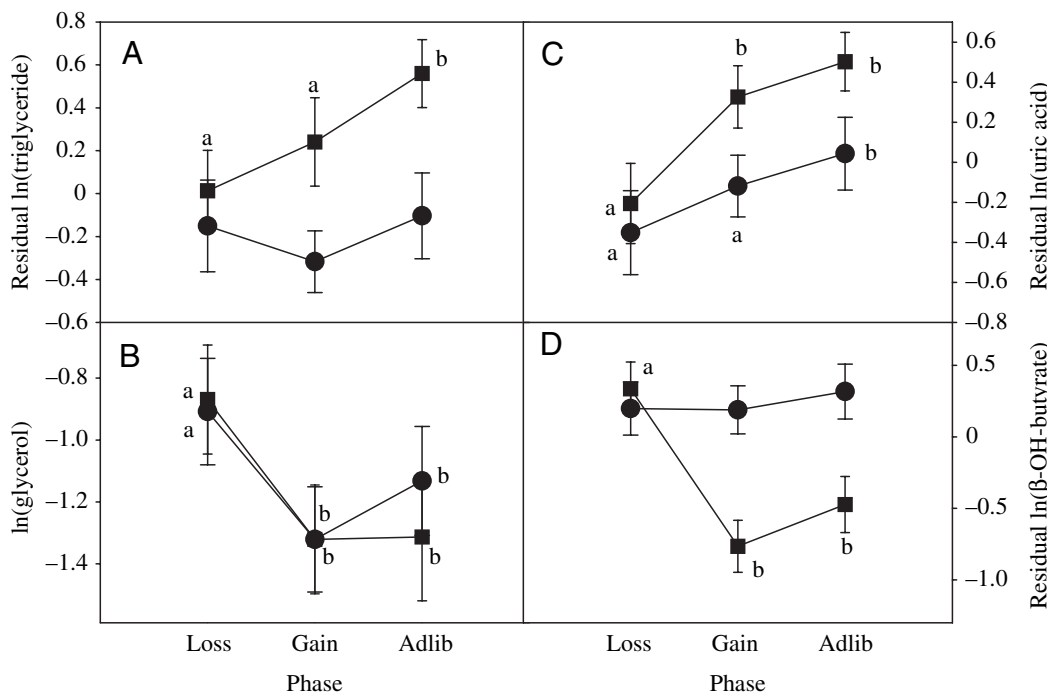 A
Residual ln(triglyceride)
0.8
0.6
0.4
0.2
0
−0.2
−0.4
−0.6
a
a
b
C
Residual ln(uric acid)
0.6
0.4
0.2
0
−0.2
−0.4
−0.6
−0.8
a
b
b
a
a
b
B
ln(glycerol)
−0.8
−1.0
−1.2
−1.4
a
a
b
b
b
b
Loss Gain Adlib
Phase
D
Residual ln(β-OH-butyrate)
0.5
0
−0.5
−1.0
a
b
b
Loss Gain Adlib
Phase